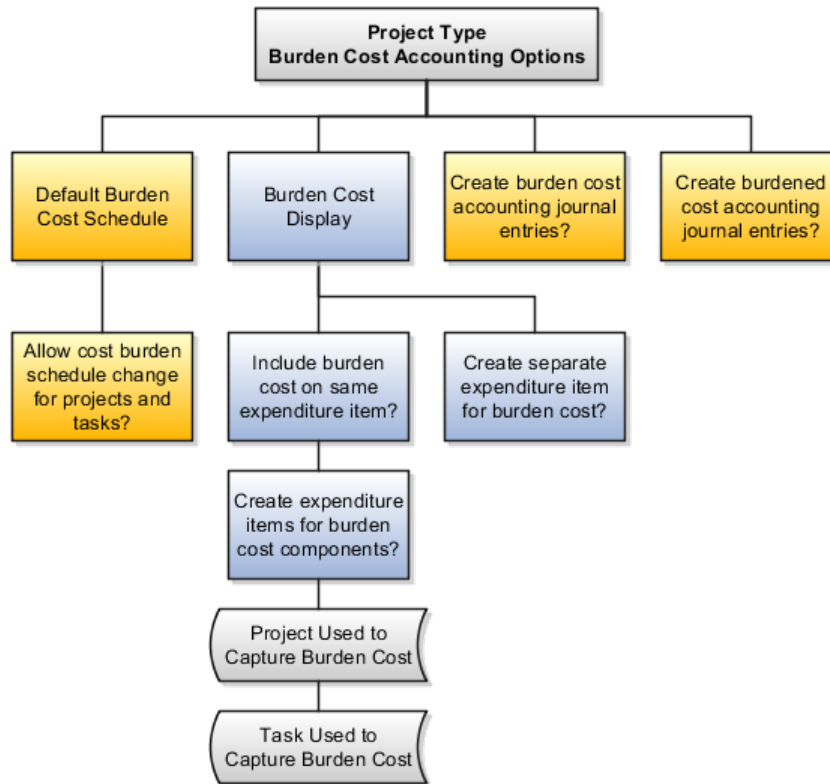 Project Type
Burden Cost Accounting Options
Default Burden
Cost Schedule
Burden Cost
Display
Create burden cost
accounting journal
entries?
Create burdened
cost accounting
journal entries?
Allow cost burden
schedule change
for projects and
tasks?
Include burden
cost on same
expenditure item?
Create separate
expenditure item
for burden cost?
Create expenditure
items for burden
cost components?
Project Used to
Capture Burden Cost
Task Used to
Capture Burden Cost